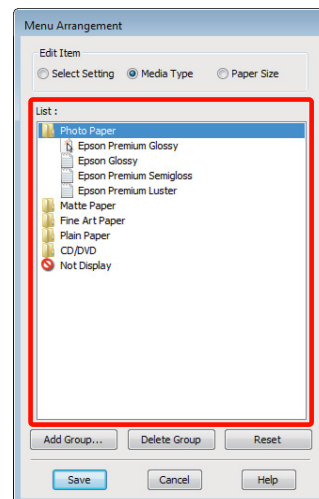 Menu Arrangement
Edit Item
Select Setting Media Type Paper Size
List :
Photo Paper
Epson Premium Glossy
Epson Glossy
Epson Premium Semigloss
Epson Premium Luster
Matte Paper
Fine Art Paper
Plain Paper
CD/DVD
Not Display
Add Group... Delete Group Reset
Save Cancel Help